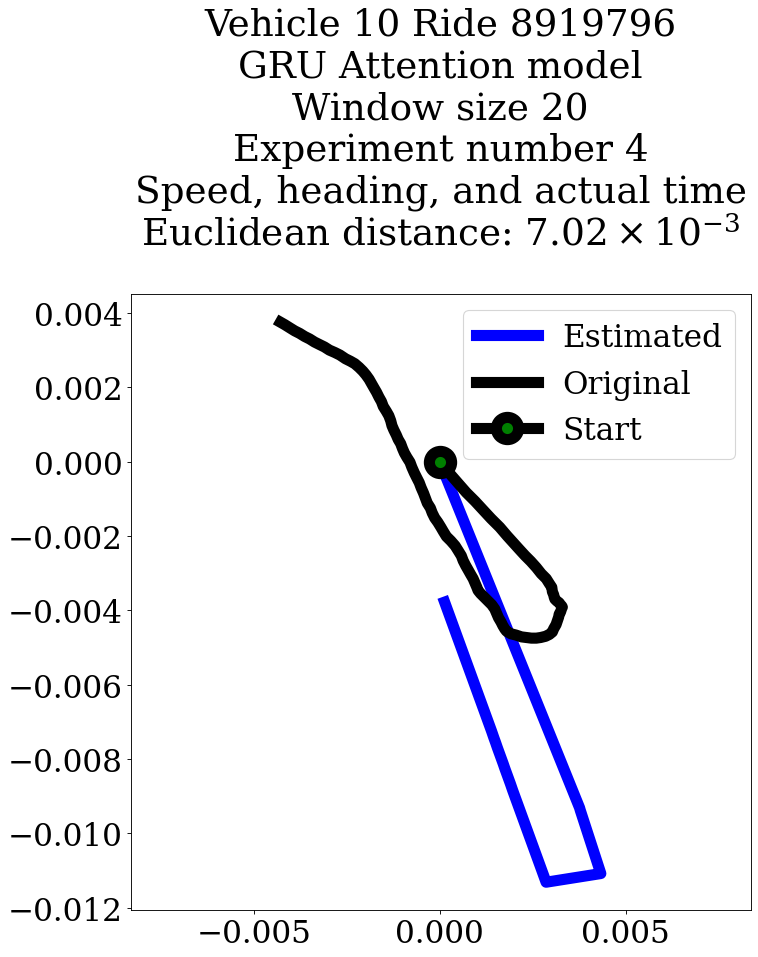 Vehicle 10 Ride 8919796
GRU Attention model
Window size 20
Experiment number 4
Speed, heading, and actual time
Euclidean distance: 7.02 × 10⁻³
Estimated
Original
Start
0.004
0.002
0.000
−0.002
−0.004
−0.006
−0.008
−0.010
−0.012
−0.005
0.000
0.005